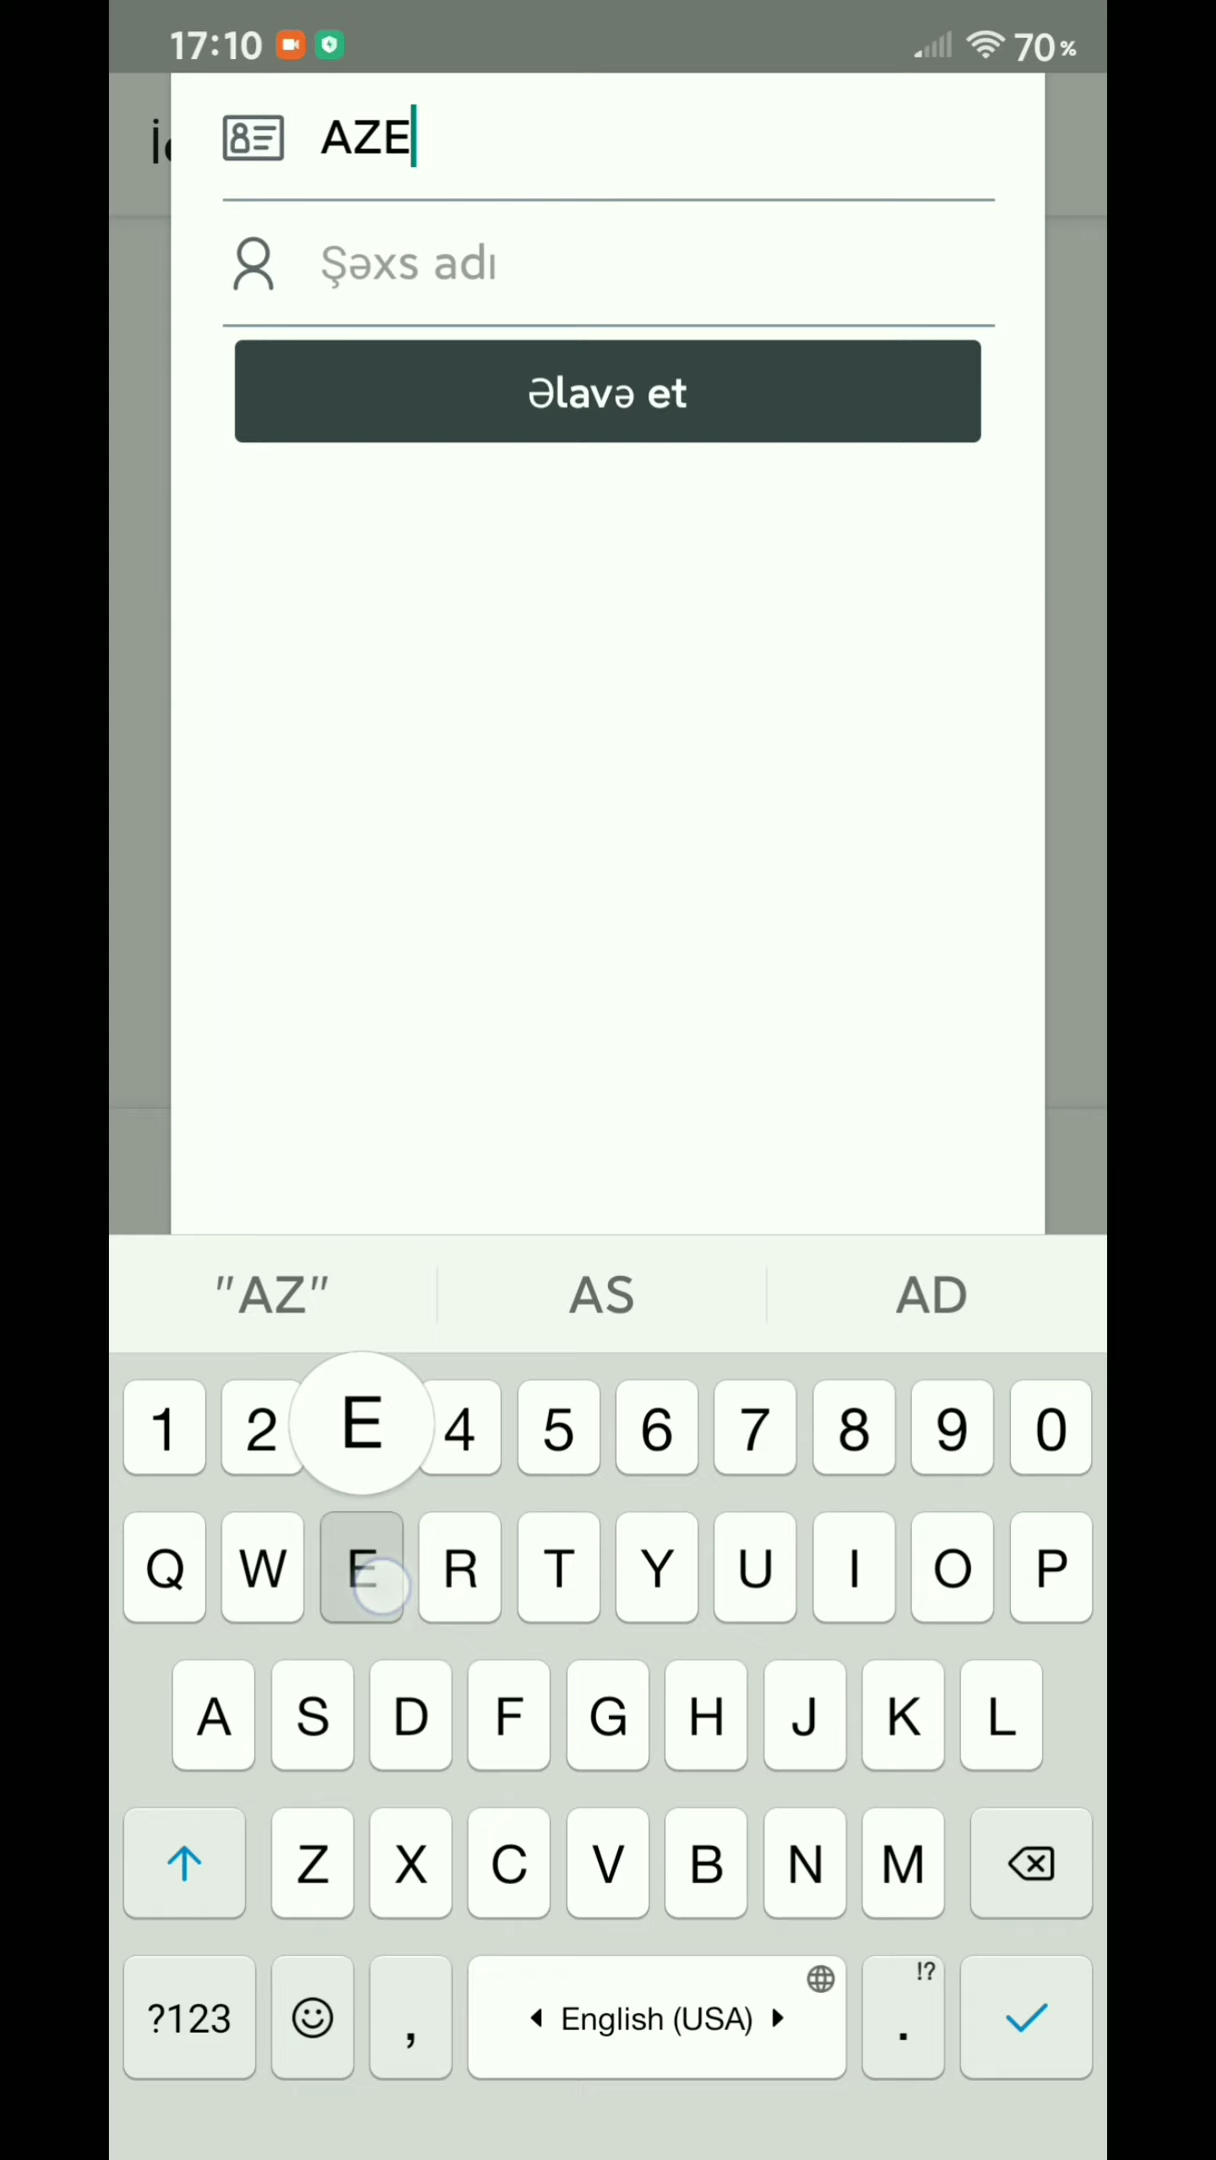 17:10 70%
AZE
Şəxs adı
Əlavə et
"AZ" AS AD
1 2 E 4 5 6 7 8 9 0
Q W E R T Y U I O P
A S D F G H J K L
Z X C V B N M
!?
?123 , English (USA) .